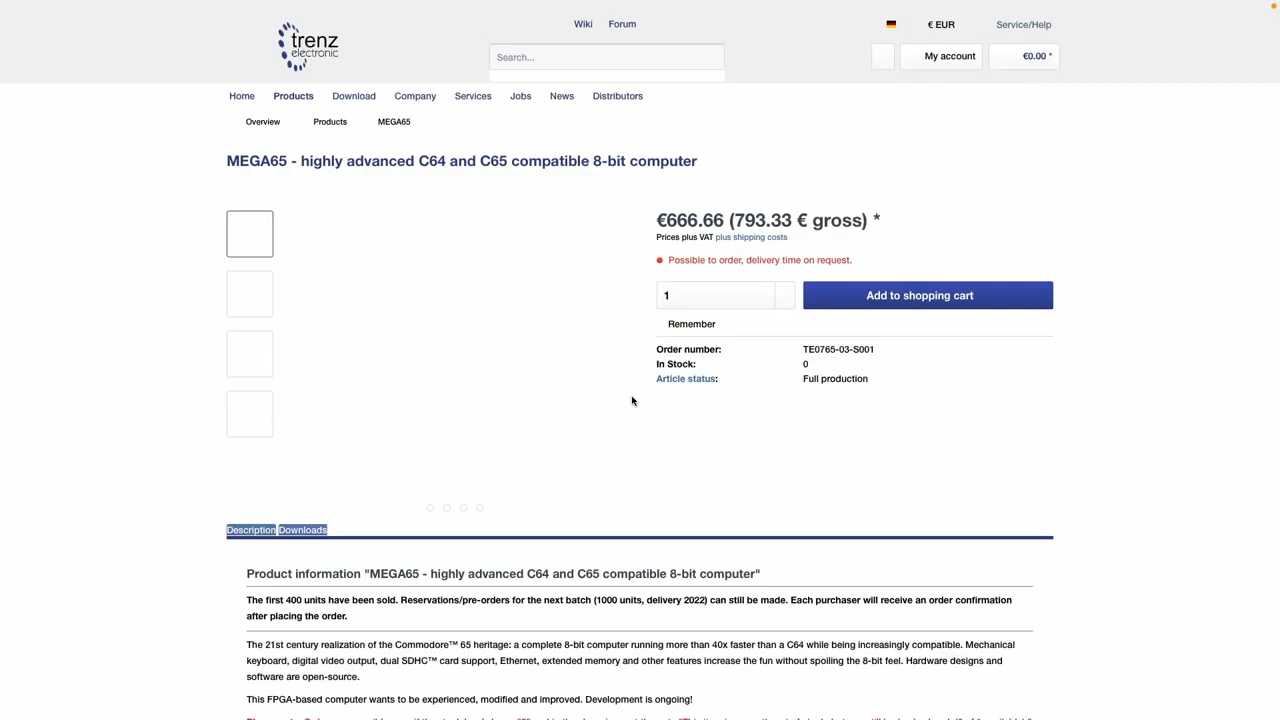 trenz
electronic
Wiki Forum
€ EUR Service/Help
Search...
My account €0.00 *
Home Products Download Company Services Jobs News Distributors
Overview Products MEGA65
MEGA65 - highly advanced C64 and C65 compatible 8-bit computer
€666.66 (793.33 € gross) *
Prices plus VAT plus shipping costs
Possible to order, delivery time on request.
1 Add to shopping cart
Remember
Order number: TE0765-03-S001
In Stock: 0
Article status: Full production
Description Downloads
Product information "MEGA65 - highly advanced C64 and C65 compatible 8-bit computer"
The first 400 units have been sold. Reservations/pre-orders for the next batch (1000 units, delivery 2022) can still be made. Each purchaser will receive an order confirmation
after placing the order.
The 21st century realization of the Commodore™ 65 heritage: a complete 8-bit computer running more than 40x faster than a C64 while being increasingly compatible. Mechanical
keyboard, digital video output, dual SDHC™ card support, Ethernet, extended memory and other features increase the fun without spoiling the 8-bit feel. Hardware designs and
software are open-source.
This FPGA-based computer wants to be experienced, modified and improved. Development is ongoing!